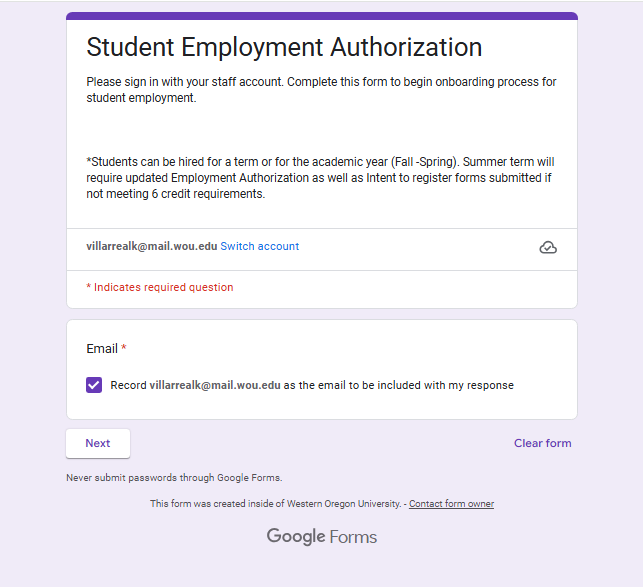 Student Employment Authorization
Please sign in with your staff account. Complete this form to begin onboarding process for
student employment.
*Students can be hired for a term or for the academic year (Fall -Spring). Summer term will
require updated Employment Authorization as well as Intent to register forms submitted if
not meeting 6 credit requirements.
villarrealk@mail.wou.edu Switch account
* Indicates required question
Email *
Record villarrealk@mail.wou.edu as the email to be included with my response
Next
Clear form
Never submit passwords through Google Forms.
This form was created inside of Western Oregon University. - Contact form owner
Google Forms